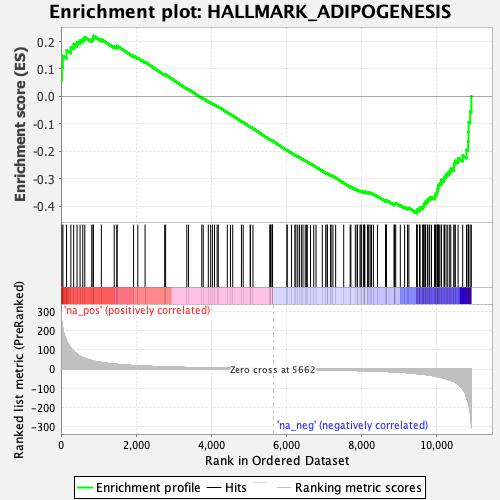 Enrichment plot: HALLMARK_ADIPOGENESIS
Enrichment score (ES)
0.2
0.1
0.0
-0.1
-0.2
-0.3
-0.4
'na_pos' (positively correlated)
Ranked list metric (PreRanked)
300
200
100
0
-100
-200
-300
Zero cross at 5662
'na_neg' (negatively correlated)
0
2,000
4,000
6,000
8,000
10,000
Rank in Ordered Dataset
Enrichment profile
Hits
Ranking metric scores